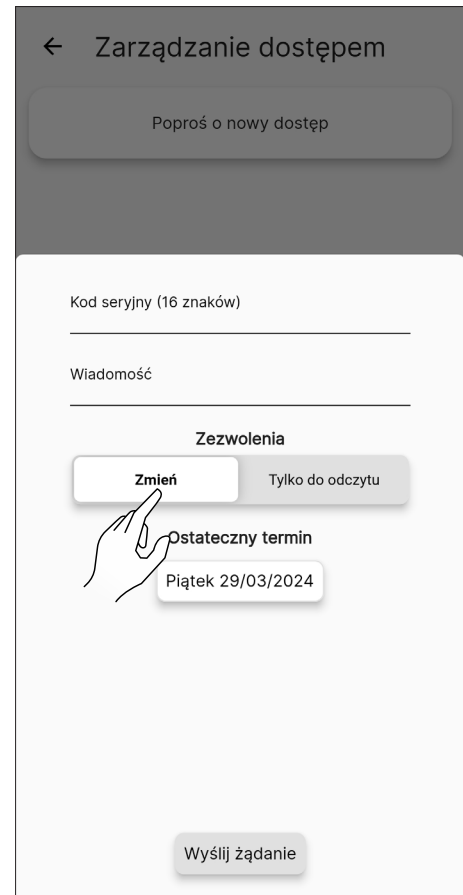 Zarządzanie dostępem
Poproś o nowy dostęp
Kod seryjny (16 znaków)
Wiadomość
Zezwolenia
Zmień
Tylko do odczytu
Ostateczny termin
Piątek 29/03/2024
Wyślij żądanie